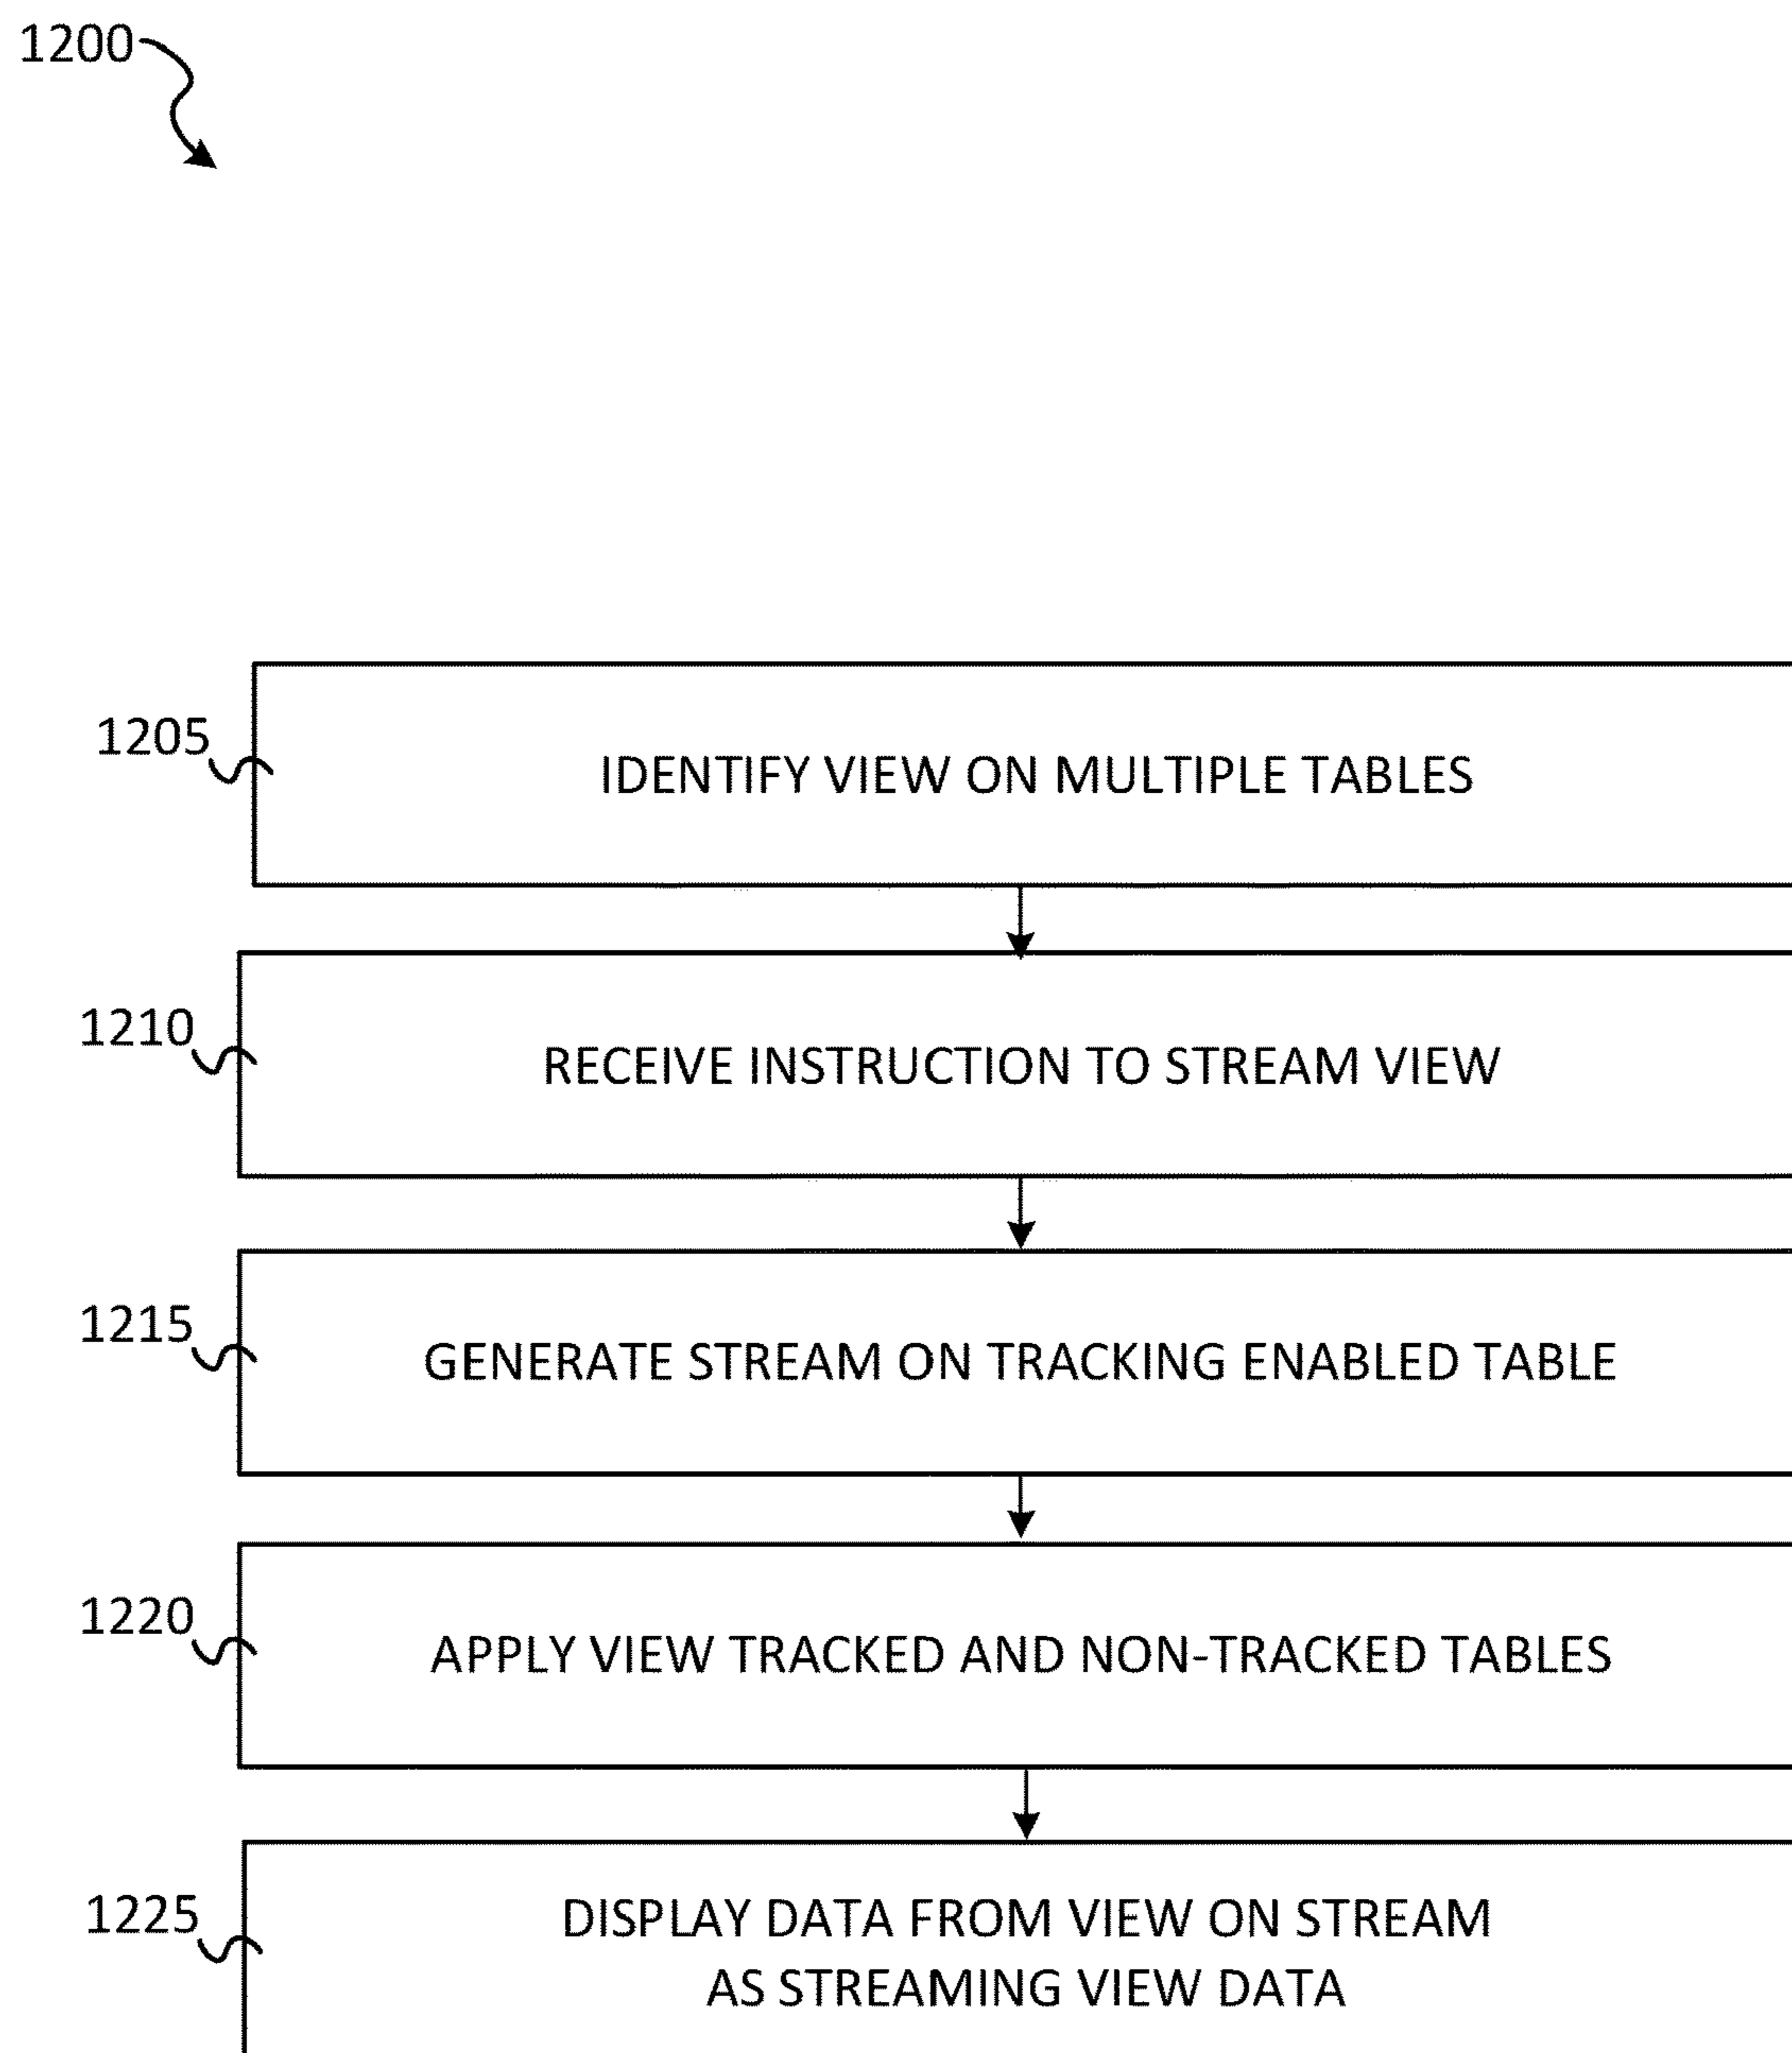 1200
1205
IDENTIFY VIEW ON MULTIPLE TABLES
1210
RECEIVE INSTRUCTION TO STREAM VIEW
1215
GENERATE STREAM ON TRACKING ENABLED TABLE
1220
APPLY VIEW TRACKED AND NON-TRACKED TABLES
1225
DISPLAY DATA FROM VIEW ON STREAM
AS STREAMING VIEW DATA